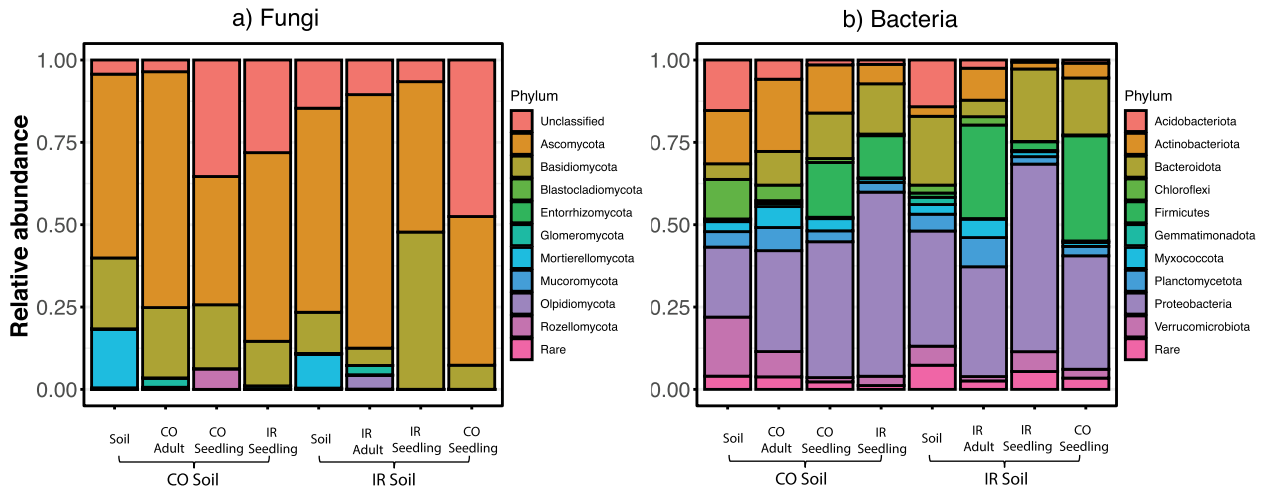 a) Fungi
Relative abundance
1.00
0.75
0.50
0.25
0.00
Soil
CO
Adult
CO
Seedling
IR
Seedling
Soil
IR
Adult
IR
Seedling
CO
Seedling
CO Soil
IR Soil
Phylum
Unclassified
Ascomycota
Basidiomycota
Blastocladiomycota
Entorrhizomycota
Glomeromycota
Mortierellomycota
Mucoromycota
Olpidiomycota
Rozellomycota
Rare
b) Bacteria
1.00
0.75
0.50
0.25
0.00
Soil
CO
Adult
CO
Seedling
IR
Seedling
Soil
IR
Adult
IR
Seedling
CO
Seedling
CO Soil
IR Soil
Phylum
Acidobacteriota
Actinobacteriota
Bacteroidota
Chloroflexi
Firmicutes
Gemmatimonadota
Myxococcota
Planctomycetota
Proteobacteria
Verrucomicrobiota
Rare